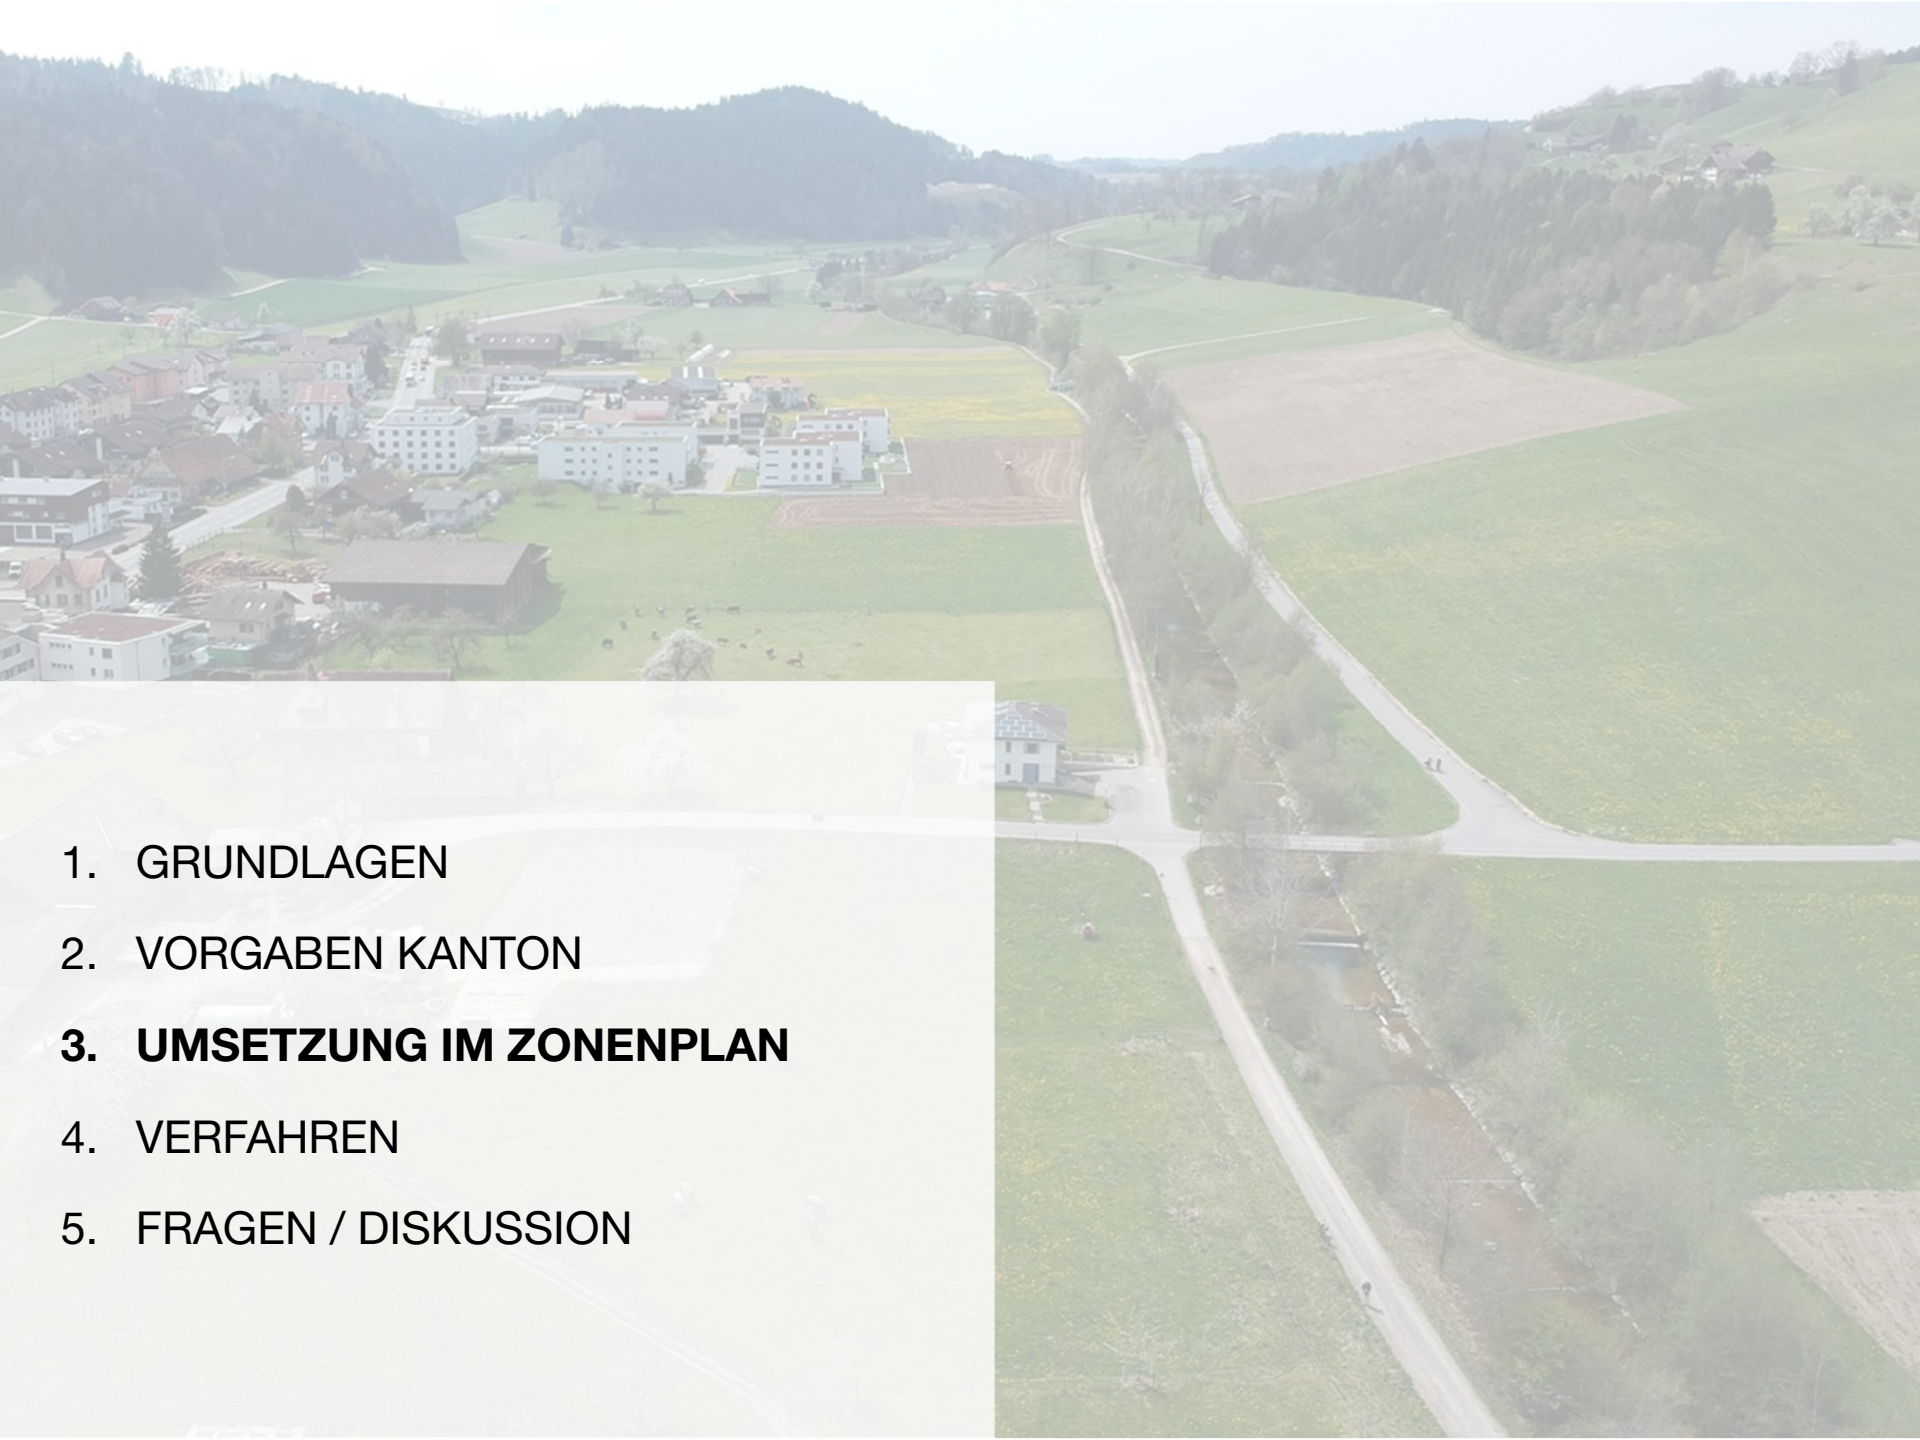 1. GRUNDLAGEN
2. VORGABEN KANTON
3. UMSETZUNG IM ZONENPLAN
4. VERFAHREN
5. FRAGEN / DISKUSSION